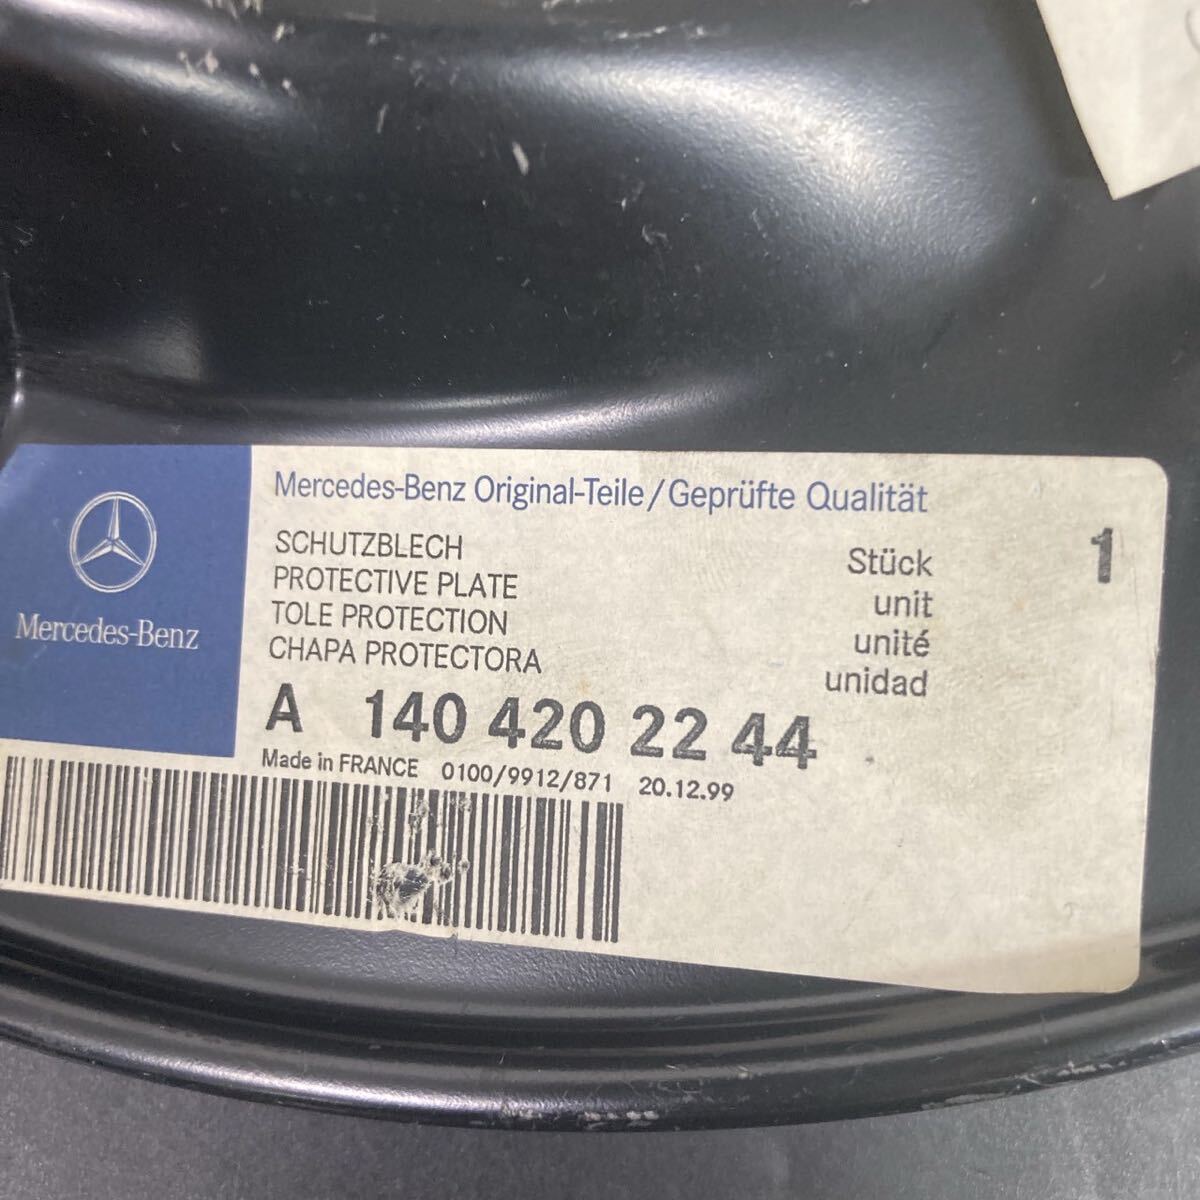 Mercedes-Benz
Mercedes-Benz Original-Teile/Geprüfte Qualität
SCHUTZBLECH
PROTECTIVE PLATE
TOLE PROTECTION
CHAPA PROTECTORA
Stück 1
unit
unité
unidad
A 140 420 22 44
Made in FRANCE 0100/9912/871 20.12.99